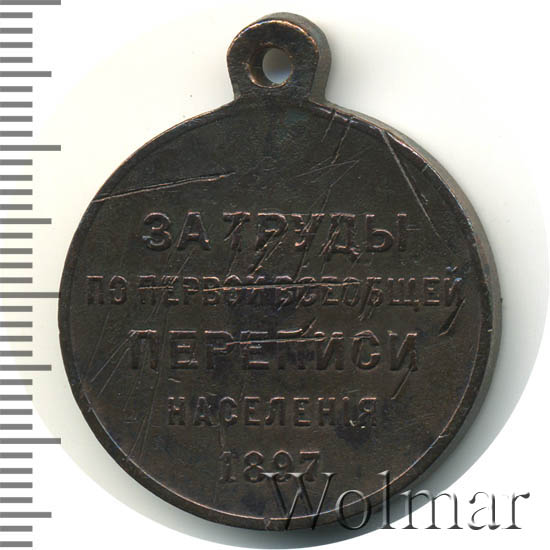 ЗА ТРУДЫ
ПО ПЕРВОЙ ВСЕОБЩЕЙ
ПЕРЕПИСИ
НАСЕЛЕНІЯ
1897
Wolmar